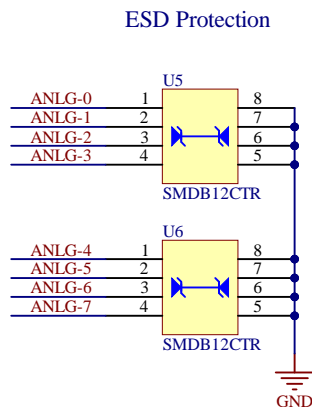 ESD Protection
U5
ANLG-0 1 8
ANLG-1 2 7
ANLG-2 3 6
ANLG-3 4 5
SMDB12CTR
U6
ANLG-4 1 8
ANLG-5 2 7
ANLG-6 3 6
ANLG-7 4 5
SMDB12CTR
GND